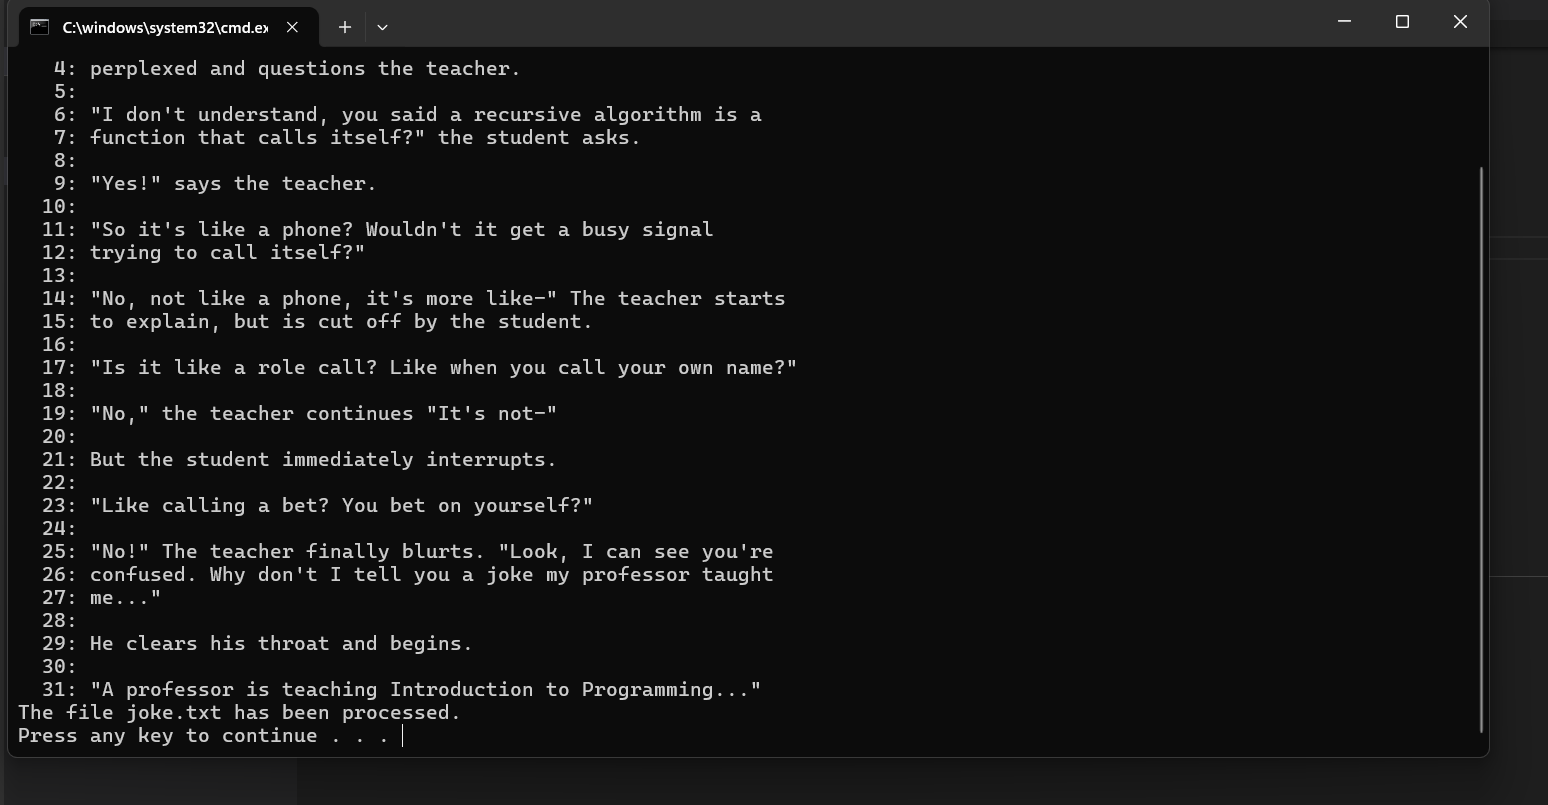 C:\windows\system32\cmd.ex
4: perplexed and questions the teacher.
5:
6: "I don't understand, you said a recursive algorithm is a
7: function that calls itself?" the student asks.
8:
9: "Yes!" says the teacher.
10:
11: "So it's like a phone? Wouldn't it get a busy signal
12: trying to call itself?"
13:
14: "No, not like a phone, it's more like-" The teacher starts
15: to explain, but is cut off by the student.
16:
17: "Is it like a role call? Like when you call your own name?"
18:
19: "No," the teacher continues "It's not-"
20:
21: But the student immediately interrupts.
22:
23: "Like calling a bet? You bet on yourself?"
24:
25: "No!" The teacher finally blurts. "Look, I can see you're
26: confused. Why don't I tell you a joke my professor taught
27: me..."
28:
29: He clears his throat and begins.
30:
31: "A professor is teaching Introduction to Programming..."
The file joke.txt has been processed.
Press any key to continue . . .